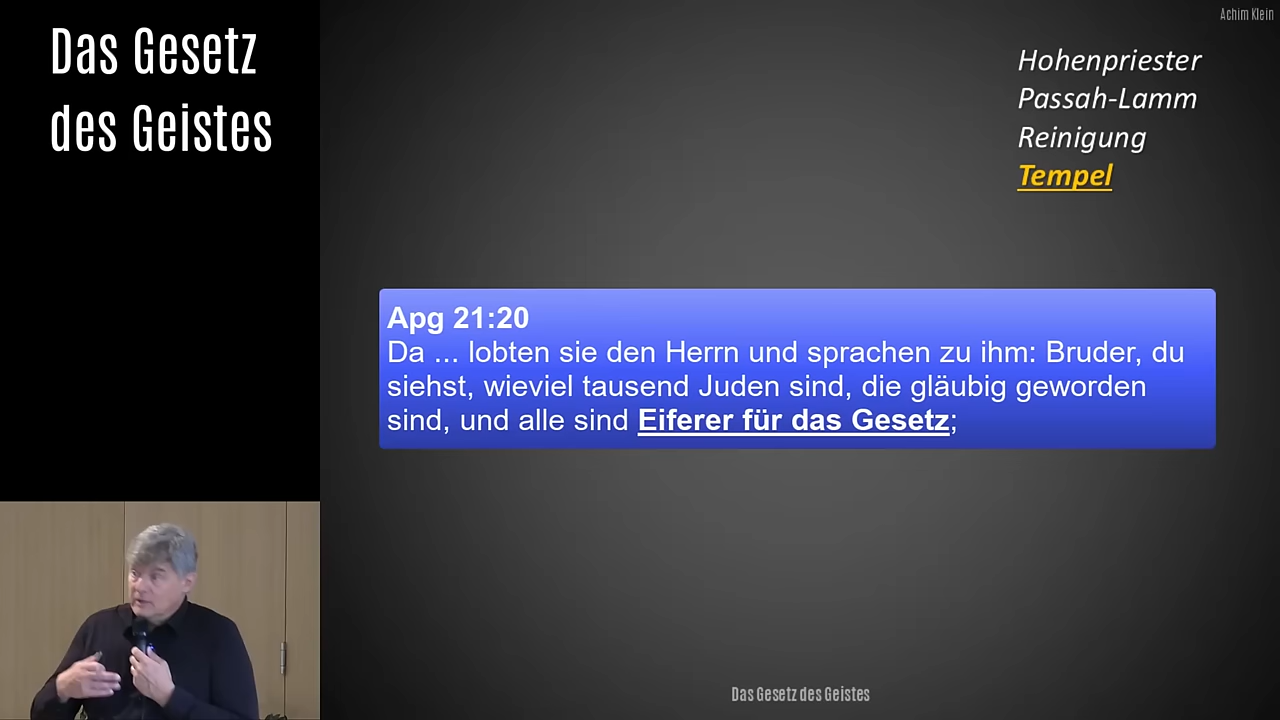 Das Gesetz
des Geistes
Achim Klein
Hohenpriester
Passah-Lamm
Reinigung
Tempel
Apg 21:20
Da ... lobten sie den Herrn und sprachen zu ihm: Bruder, du
siehst, wieviel tausend Juden sind, die gläubig geworden
sind, und alle sind Eiferer für das Gesetz;
Das Gesetz des Geistes